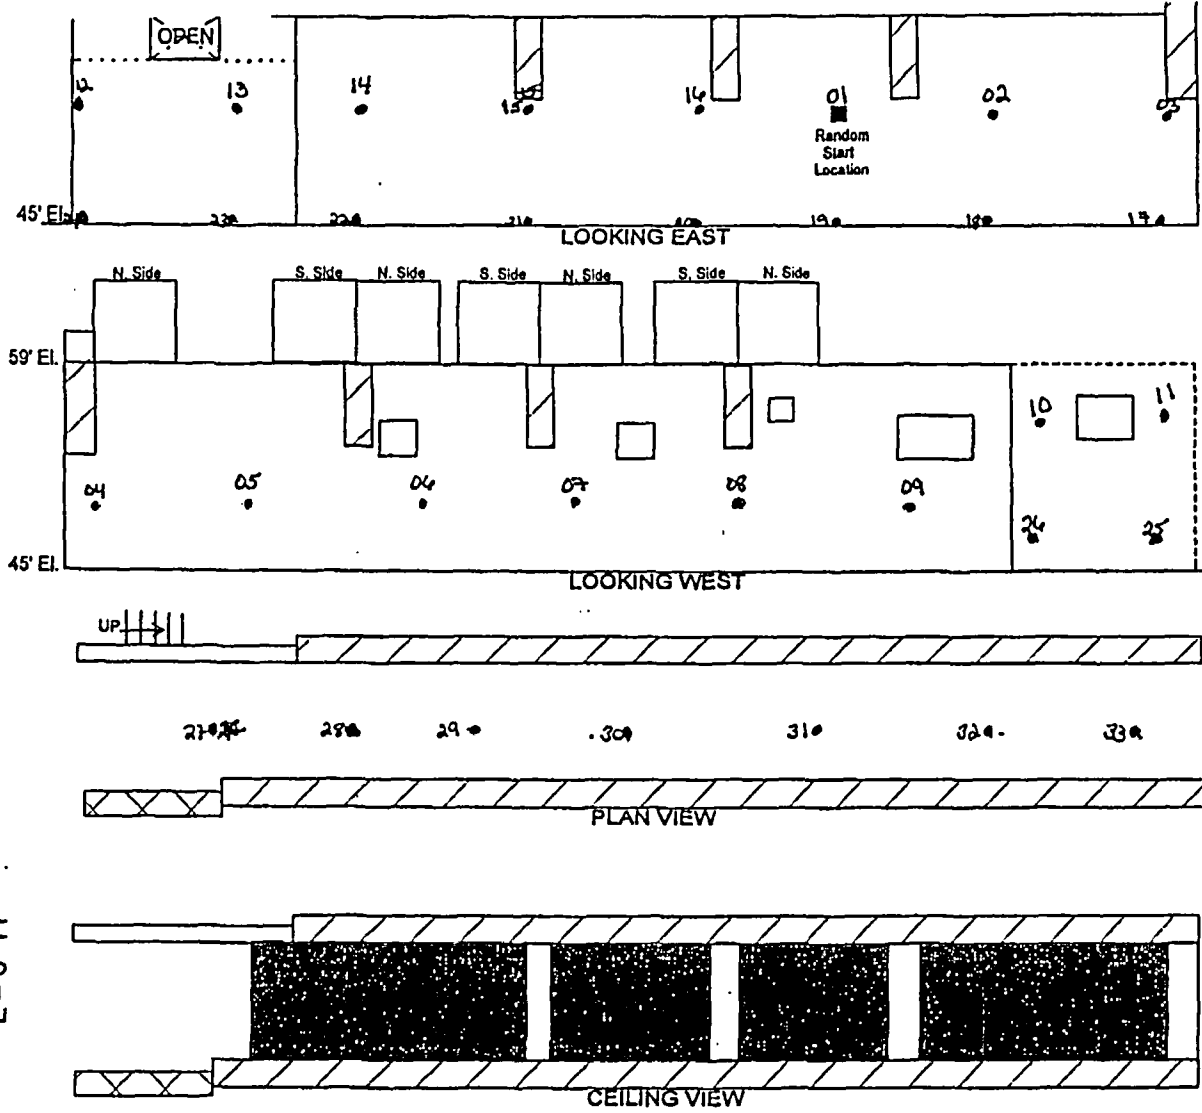 OPEN
12 13 14 15 16 01 02 03
Random
Start
Location
45' El.
23 22 21 20 19 18 17
LOOKING EAST
N. Side S. Side N. Side S. Side N. Side S. Side N. Side
59' El.
10 11
04 05 06 07 08 09
26 25
45' El.
LOOKING WEST
UP
27 28 29 30 31 32 33
PLAN VIEW
CEILING VIEW